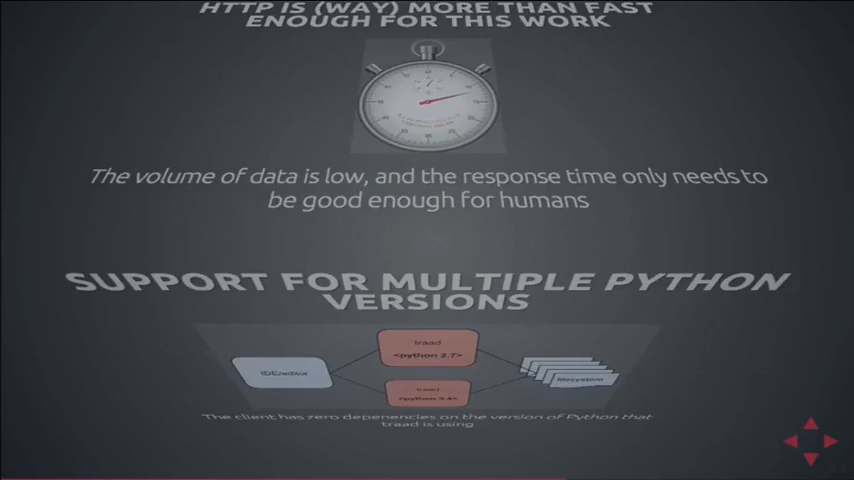 HTTP IS (WAY) MORE THAN FAST
ENOUGH FOR THIS WORK
The volume of data is low, and the response time only needs to
be good enough for humans
SUPPORT FOR MULTIPLE PYTHON
VERSIONS
traad
<python 2.7>
IDE/editor
filesystem
traad
<python 3.4>
The client has zero depenencies on the version of Python that
traad is using